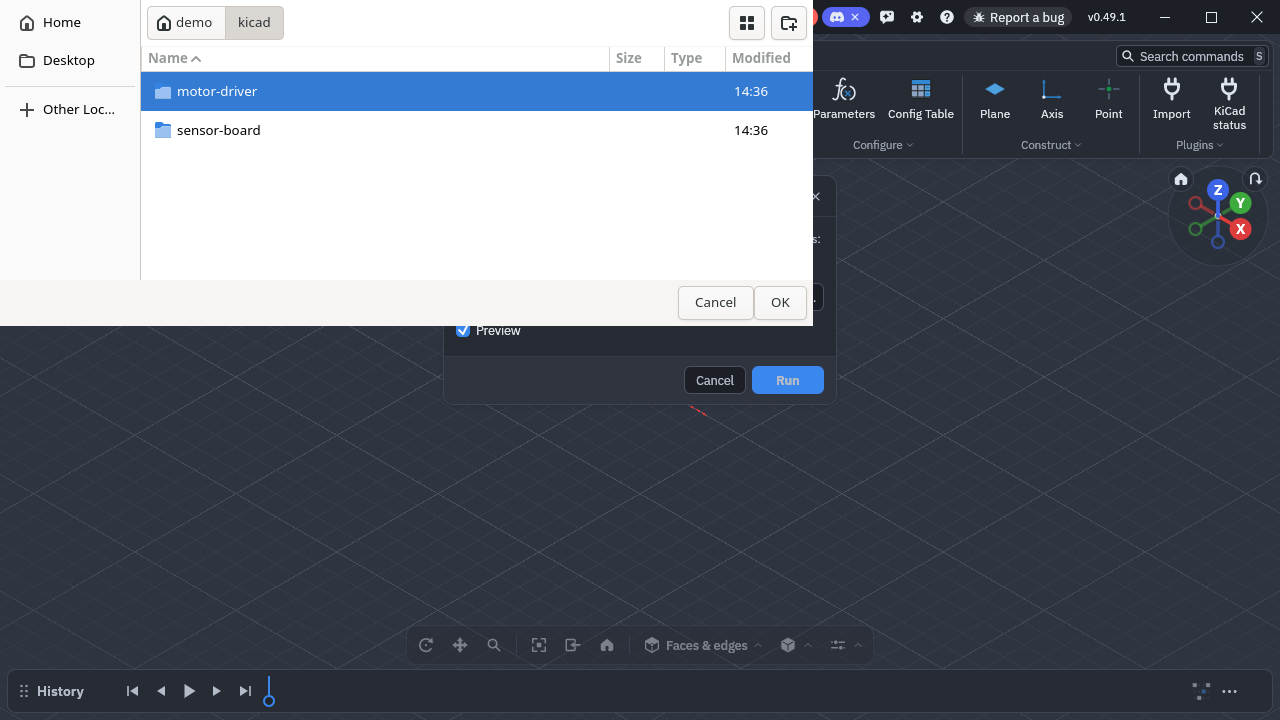 Home
Desktop
Other Loc...
demo
kicad
Name
Size
Type
Modified
motor-driver
14:36
sensor-board
14:36
Cancel
OK
Report a bug
v0.49.1
Search commands
S
Parameters
Config Table
Plane
Axis
Point
Import
KiCad
status
Configure
Construct
Plugins
Z
Y
X
s:
Preview
Cancel
Run
Faces & edges
History